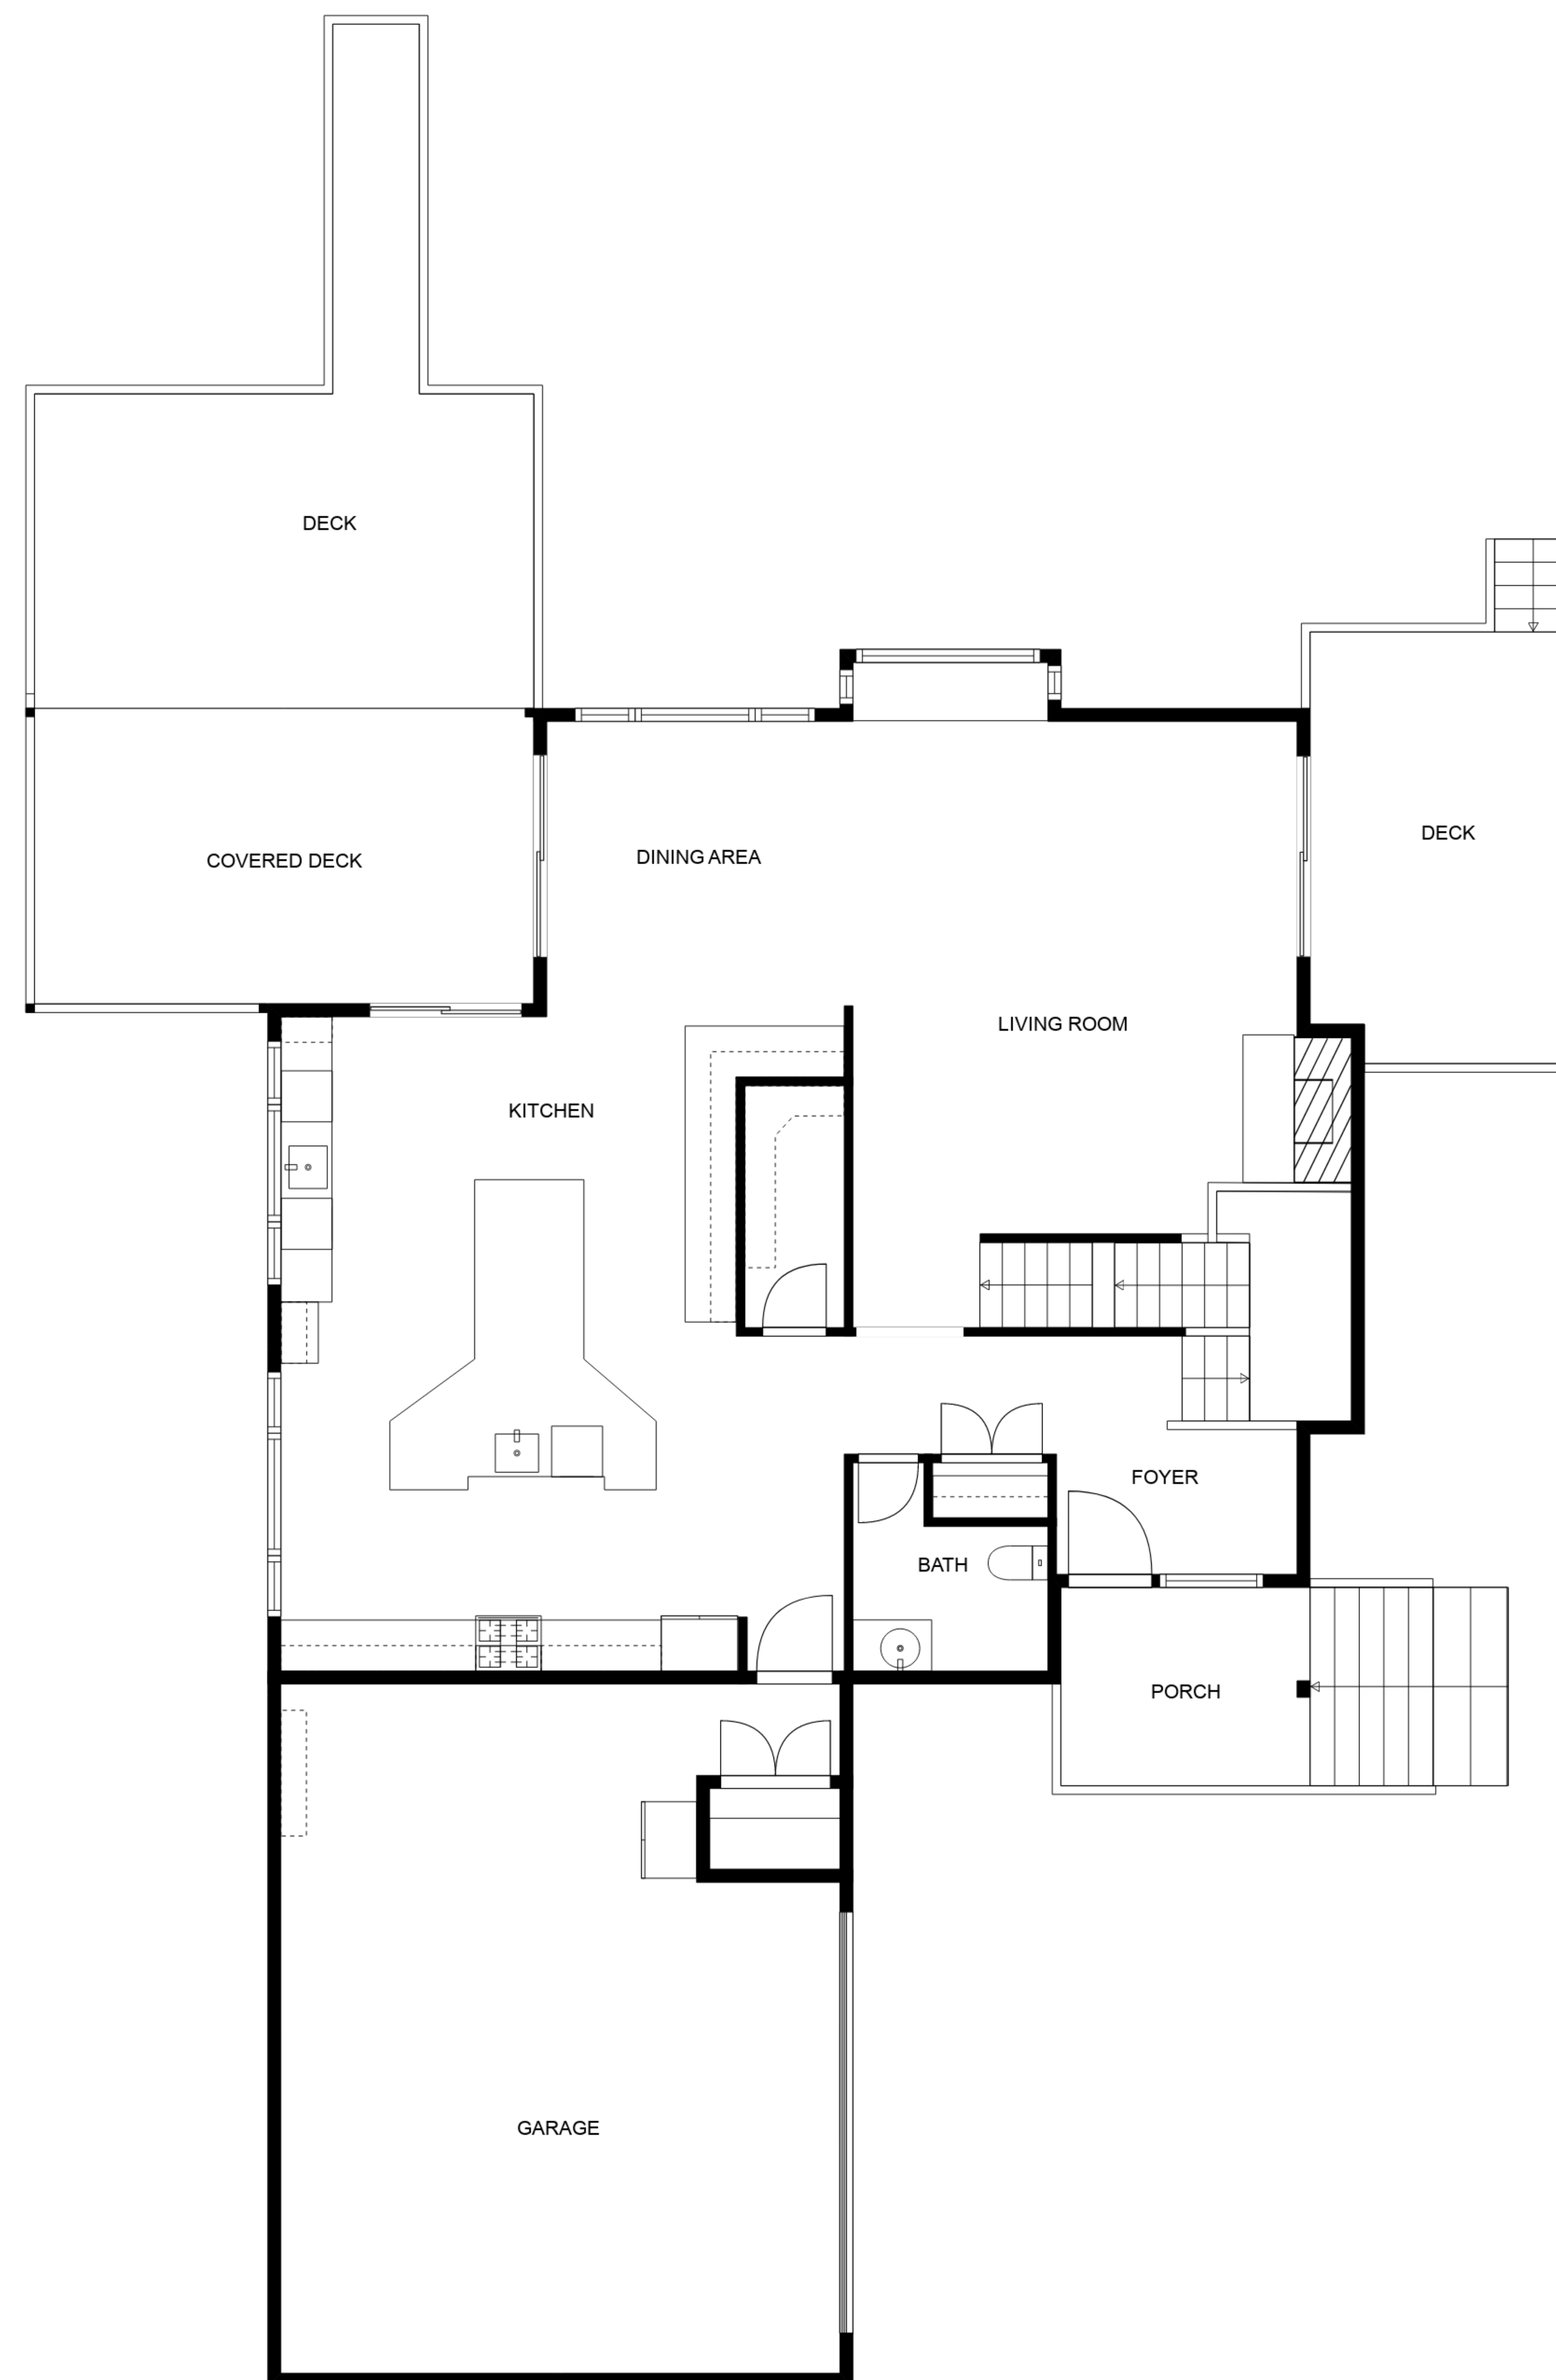 DECK
DECK
COVERED DECK
DINING AREA
LIVING ROOM
KITCHEN
FOYER
BATH
PORCH
GARAGE